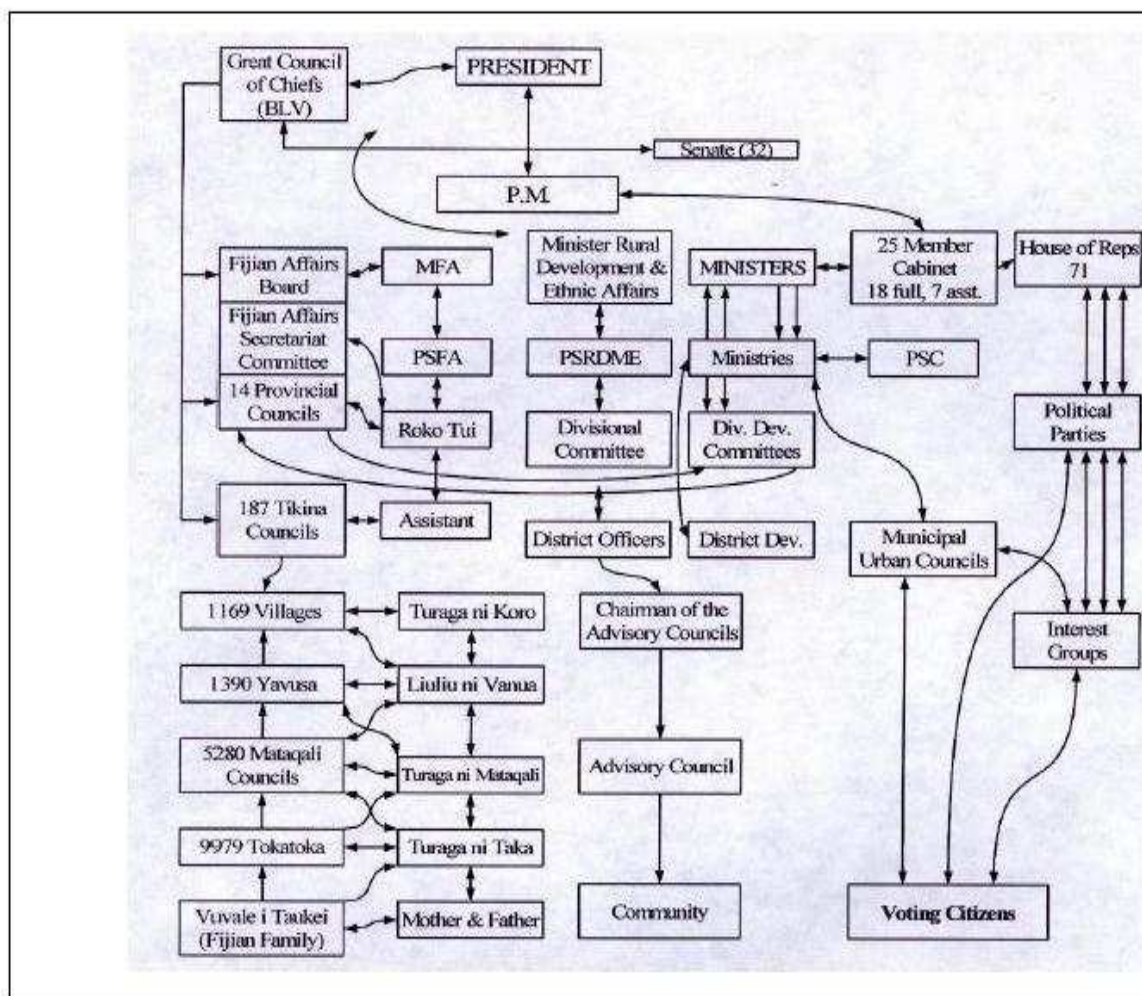 Great Council
of Chiefs
(BLV)
PRESIDENT
Senate (32)
P.M.
Fijian Affairs
Board
MFA
Minister Rural
Development &
Ethnic Affairs
MINISTERS
25 Member
Cabinet
18 full, 7 asst.
House of Reps
71
Fijian Affairs
Secretariat
Committee
PSFA
PSRDME
Ministries
PSC
14 Provincial
Councils
Roko Tui
Divisional
Committee
Div. Dev.
Committees
Political
Parties
187 Tikina
Councils
Assistant
District Officers
District Dev.
Municipal
Urban Councils
1169 Villages
Turaga ni Koro
Chairman of the
Advisory Councils
Interest
Groups
1390 Yavusa
Liuliu ni Vanua
5280 Mataqali
Councils
Turaga ni Mataqali
Advisory Council
9979 Tokatoka
Turaga ni Taka
Vuvale i Taukei
(Fijian Family)
Mother & Father
Community
Voting Citizens